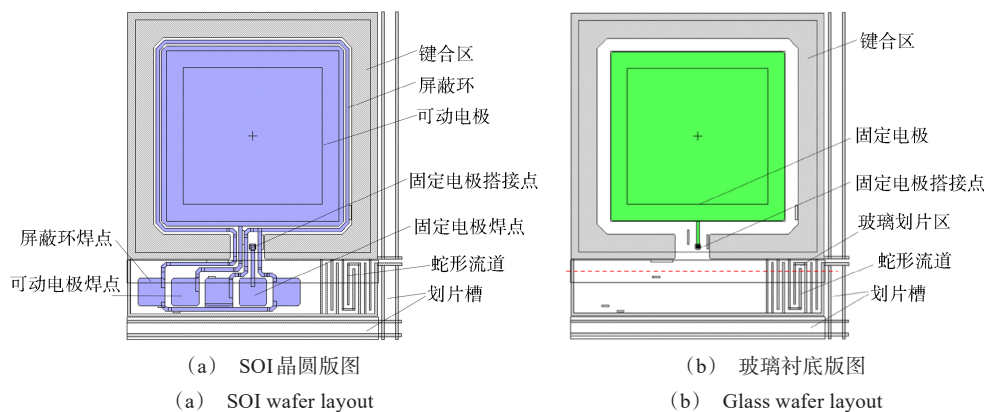 键合区
屏蔽环
可动电极
固定电极搭接点
固定电极焊点
屏蔽环焊点
可动电极焊点
蛇形流道
划片槽
(a) SOI晶圆版图
(a) SOI wafer layout
键合区
固定电极
固定电极搭接点
玻璃划片区
蛇形流道
划片槽
(b) 玻璃衬底版图
(b) Glass wafer layout